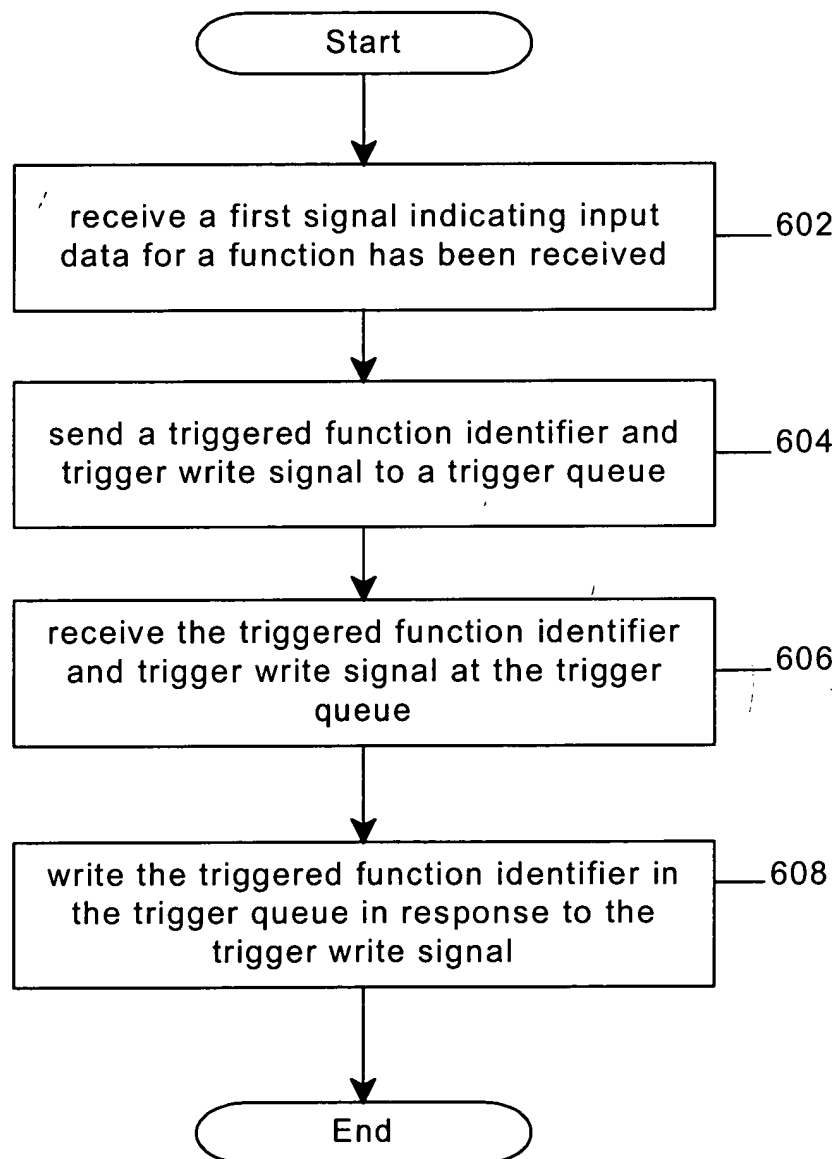 Start
receive a first signal indicating input
data for a function has been received
602
send a triggered function identifier and
trigger write signal to a trigger queue
604
receive the triggered function identifier
and trigger write signal at the trigger
queue
606
write the triggered function identifier in
the trigger queue in response to the
trigger write signal
608
End